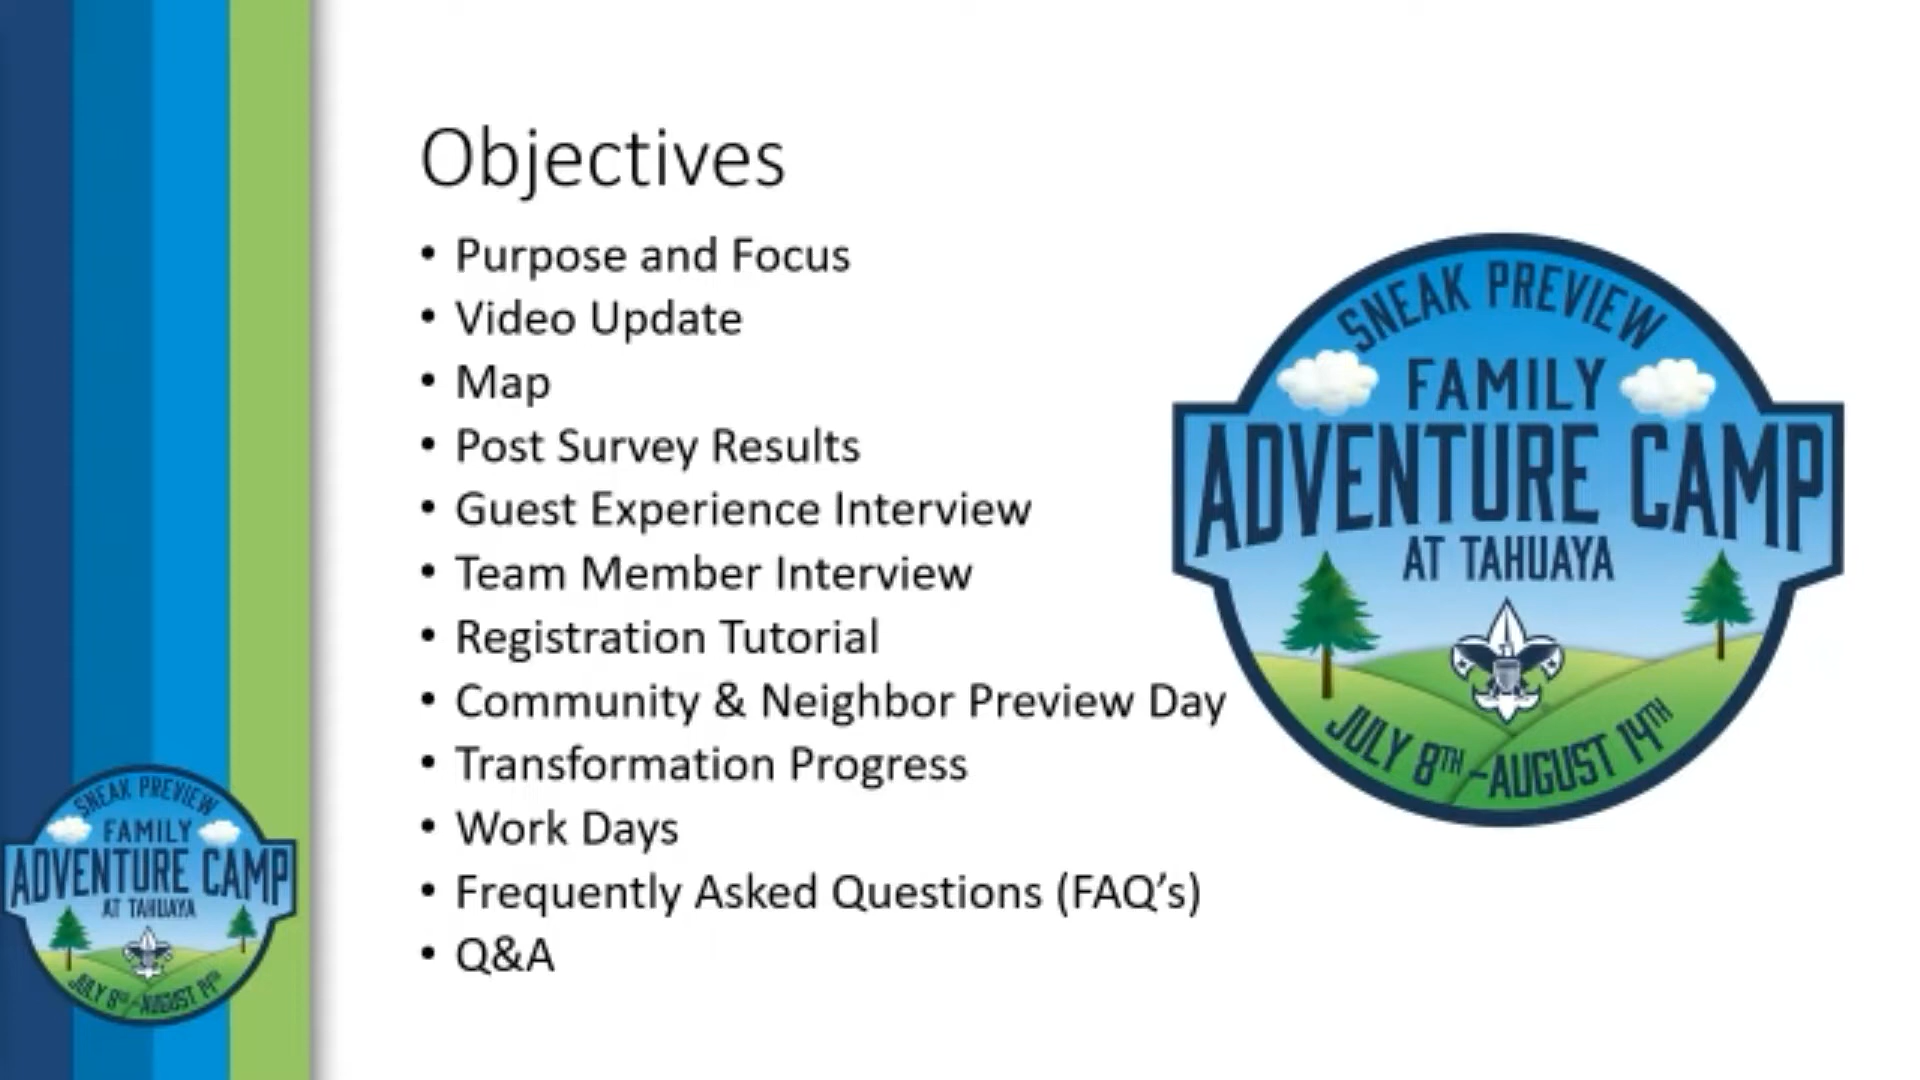 Objectives
• Purpose and Focus
• Video Update
• Map
• Post Survey Results
• Guest Experience Interview
• Team Member Interview
• Registration Tutorial
• Community & Neighbor Preview Day
• Transformation Progress
• Work Days
• Frequently Asked Questions (FAQ’s)
• Q&A
SNEAK PREVIEW
FAMILY
ADVENTURE CAMP
AT TAHUAYA
JULY 8TH-AUGUST 14TH
SNEAK PREVIEW
FAMILY
ADVENTURE CAMP
AT TAHUAYA
JULY 8TH-AUGUST 14TH